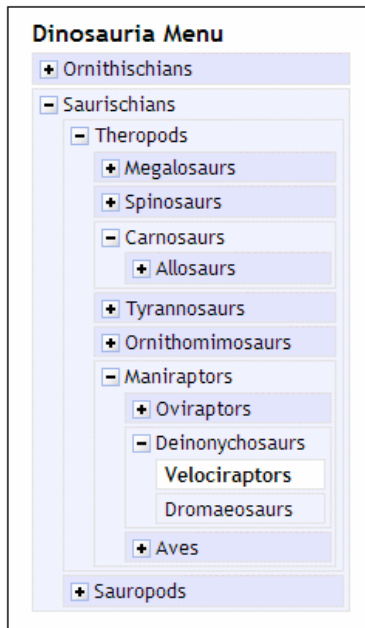 Dinosauria Menu
Ornithischians
Saurischians
Theropods
Megalosaurs
Spinosaurs
Carnosaurs
Allosaurs
Tyrannosaurs
Ornithomimosaurs
Maniraptors
Oviraptors
Deinonychosaurs
Velociraptors
Dromaeosaurs
Aves
Sauropods